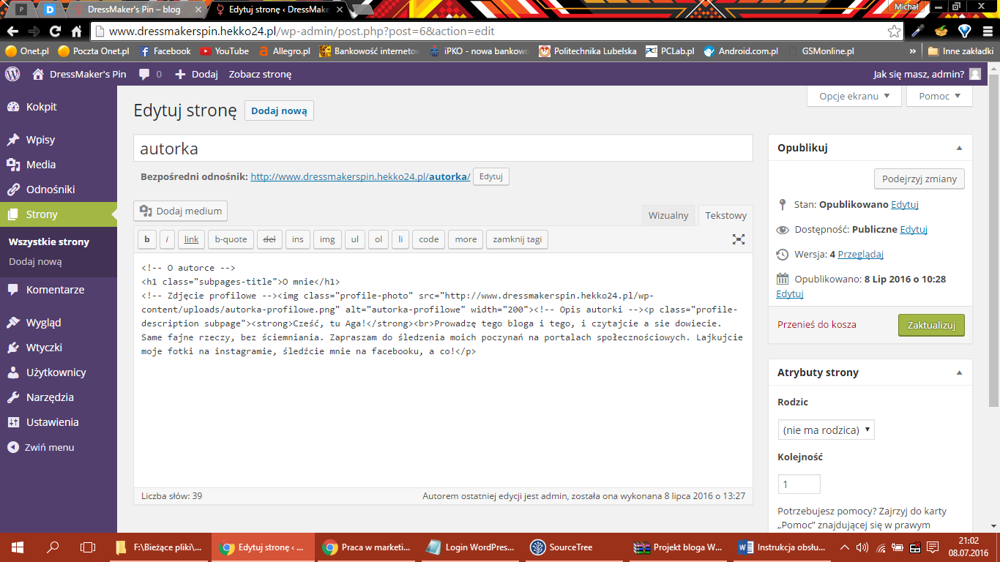 P
D
DressMaker's Pin – blog
Edytuj stronę ‹ DressMake
Michał
www.dressmakerspin.hekko24.pl/wp-admin/post.php?post=6&action=edit
Onet.pl
Poczta Onet.pl
Facebook
YouTube
Allegro.pl
Bankowość internetow
iPKO - nowa bankowc
Politechnika Lubelska
PCLab.pl
Android.com.pl
GSMonline.pl
»
Inne zakładki
DressMaker's Pin
0
Dodaj
Zobacz stronę
Jak się masz, admin?
Kokpit
Wpisy
Media
Odnośniki
Strony
Wszystkie strony
Dodaj nową
Komentarze
Wygląd
Wtyczki
Użytkownicy
Narzędzia
Ustawienia
Zwiń menu
Opcje ekranu
Pomoc
Edytuj stronę
Dodaj nową
autorka
Bezpośredni odnośnik: http://www.dressmakerspin.hekko24.pl/autorka/
Edytuj
Dodaj medium
Wizualny
Tekstowy
b
i
link
b-quote
del
ins
img
ul
ol
li
code
more
zamknij tagi
<!-- O autorce -->
<h1 class="subpages-title">O mnie</h1>
<!-- Zdjęcie profilowe --><img class="profile-photo" src="http://www.dressmakerspin.hekko24.pl/wp-
content/uploads/autorka-profilowe.png" alt="autorka-profilowe" width="200"><!-- Opis autorki --><p class="profile-
description subpage"><strong>Cześć, tu Aga!</strong><br>Prowadzę tego bloga i tego, i czytajcie a sie dowiecie.
Same fajne rzeczy, bez ściemniania. Zapraszam do śledzenia moich poczynań na portalach społecznościowych. Lajkujcie
moje fotki na instagramie, śledźcie mnie na facebooku, a co!</p>
Liczba słów: 39
Autorem ostatniej edycji jest admin, została ona wykonana 8 lipca 2016 o 13:27
Opublikuj
Podejrzyj zmiany
Stan: Opublikowano Edytuj
Dostępność: Publiczne Edytuj
Wersja: 4 Przeglądaj
Opublikowano: 8 Lip 2016 o 10:28
Edytuj
Przenieś do kosza
Zaktualizuj
Atrybuty strony
Rodzic
(nie ma rodzica)
Kolejność
1
Potrzebujesz pomocy? Zajrzyj do karty
„Pomoc” znajdującej się w prawym
F:\Bieżące pliki\...
Edytuj stronę ‹ ...
Praca w marketi...
Login WordPres...
SourceTree
Projekt bloga W...
Instrukcja obsłu...
21:02
08.07.2016